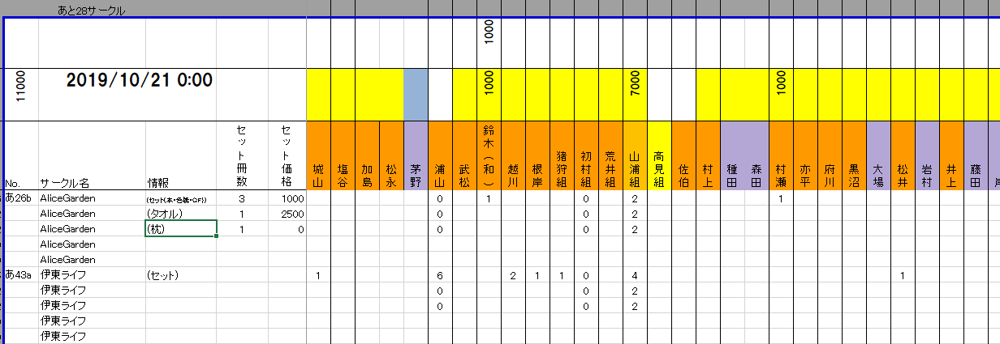 あと28サークル
1000
11000 2019/10/21 0:00 1000 7000 1000
No. サークル名 情報 セット冊数 セット価格 城山 塩谷 加島 松永 茅野 浦山 武松 鈴木(和) 越川 根岸 猪狩組 初村組 荒井組 山浦組 高見組 佐伯 村上 種田 森田 村瀬 亦平 府川 黒沼 大場 松井 岩村 井上 藤田
あ26b AliceGarden (セット(本・色紙・CF)) 3 1000 0 1 0 2 1
AliceGarden (タオル) 1 2500 0 0 2
AliceGarden (枕) 1 0 0 0 2
AliceGarden
AliceGarden
あ43a 伊東ライフ (セット) 1 6 2 1 1 0 4 1
伊東ライフ 0 0 2
伊東ライフ 0 0 2
伊東ライフ
伊東ライフ